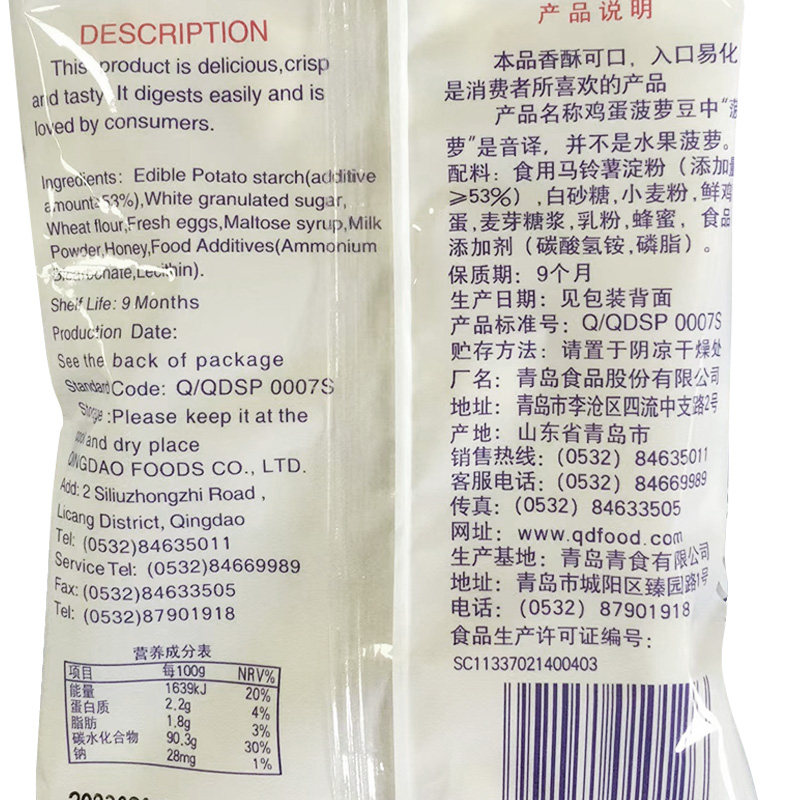 DESCRIPTION
This product is delicious,crisp
and tasty. It digests easily and is
loved by consumers.
Ingredients: Edible Potato starch(additive
amount≥53%),White granulated sugar,
Wheat flour,Fresh eggs,Maltose syrup,Milk
Powder,Honey,Food Additives(Ammonium
Bicarbonate,Lecithin).
Shelf Life: 9 Months
Production Date:
See the back of package
Standard Code: Q/QDSP 0007S
Storage :Please keep it at the
cool and dry place
QINGDAO FOODS CO., LTD.
Add: 2 Siliuzhongzhi Road ,
Licang District, Qingdao
Tel: (0532)84635011
Service Tel: (0532)84669989
Fax: (0532)84633505
Tel: (0532)87901918
营养成分表
项目 每100g NRV%
能量 1639kJ 20%
蛋白质 2.2g 4%
脂肪 1.8g 3%
碳水化合物 90.3g 30%
钠 28mg 1%
产品说明
本品香酥可口，入口易化
是消费者所喜欢的产品
产品名称鸡蛋菠萝豆中“菠
萝”是音译，并不是水果菠萝。
配料：食用马铃薯淀粉（添加量
≥53%）,白砂糖,小麦粉,鲜鸡
蛋,麦芽糖浆,乳粉,蜂蜜，食品
添加剂（碳酸氢铵,磷脂）。
保质期：9个月
生产日期：见包装背面
产品标准号：Q/QDSP 0007S
贮存方法：请置于阴凉干燥处
厂名：青岛食品股份有限公司
地址：青岛市李沧区四流中支路2号
产地：山东省青岛市
销售热线：(0532) 84635011
客服电话：(0532) 84669989
传真：(0532) 84633505
网址：www.qdfood.com
生产基地：青岛青食有限公司
地址：青岛市城阳区臻园路1号
电话：(0532) 87901918
食品生产许可证编号：
SC11337021400403